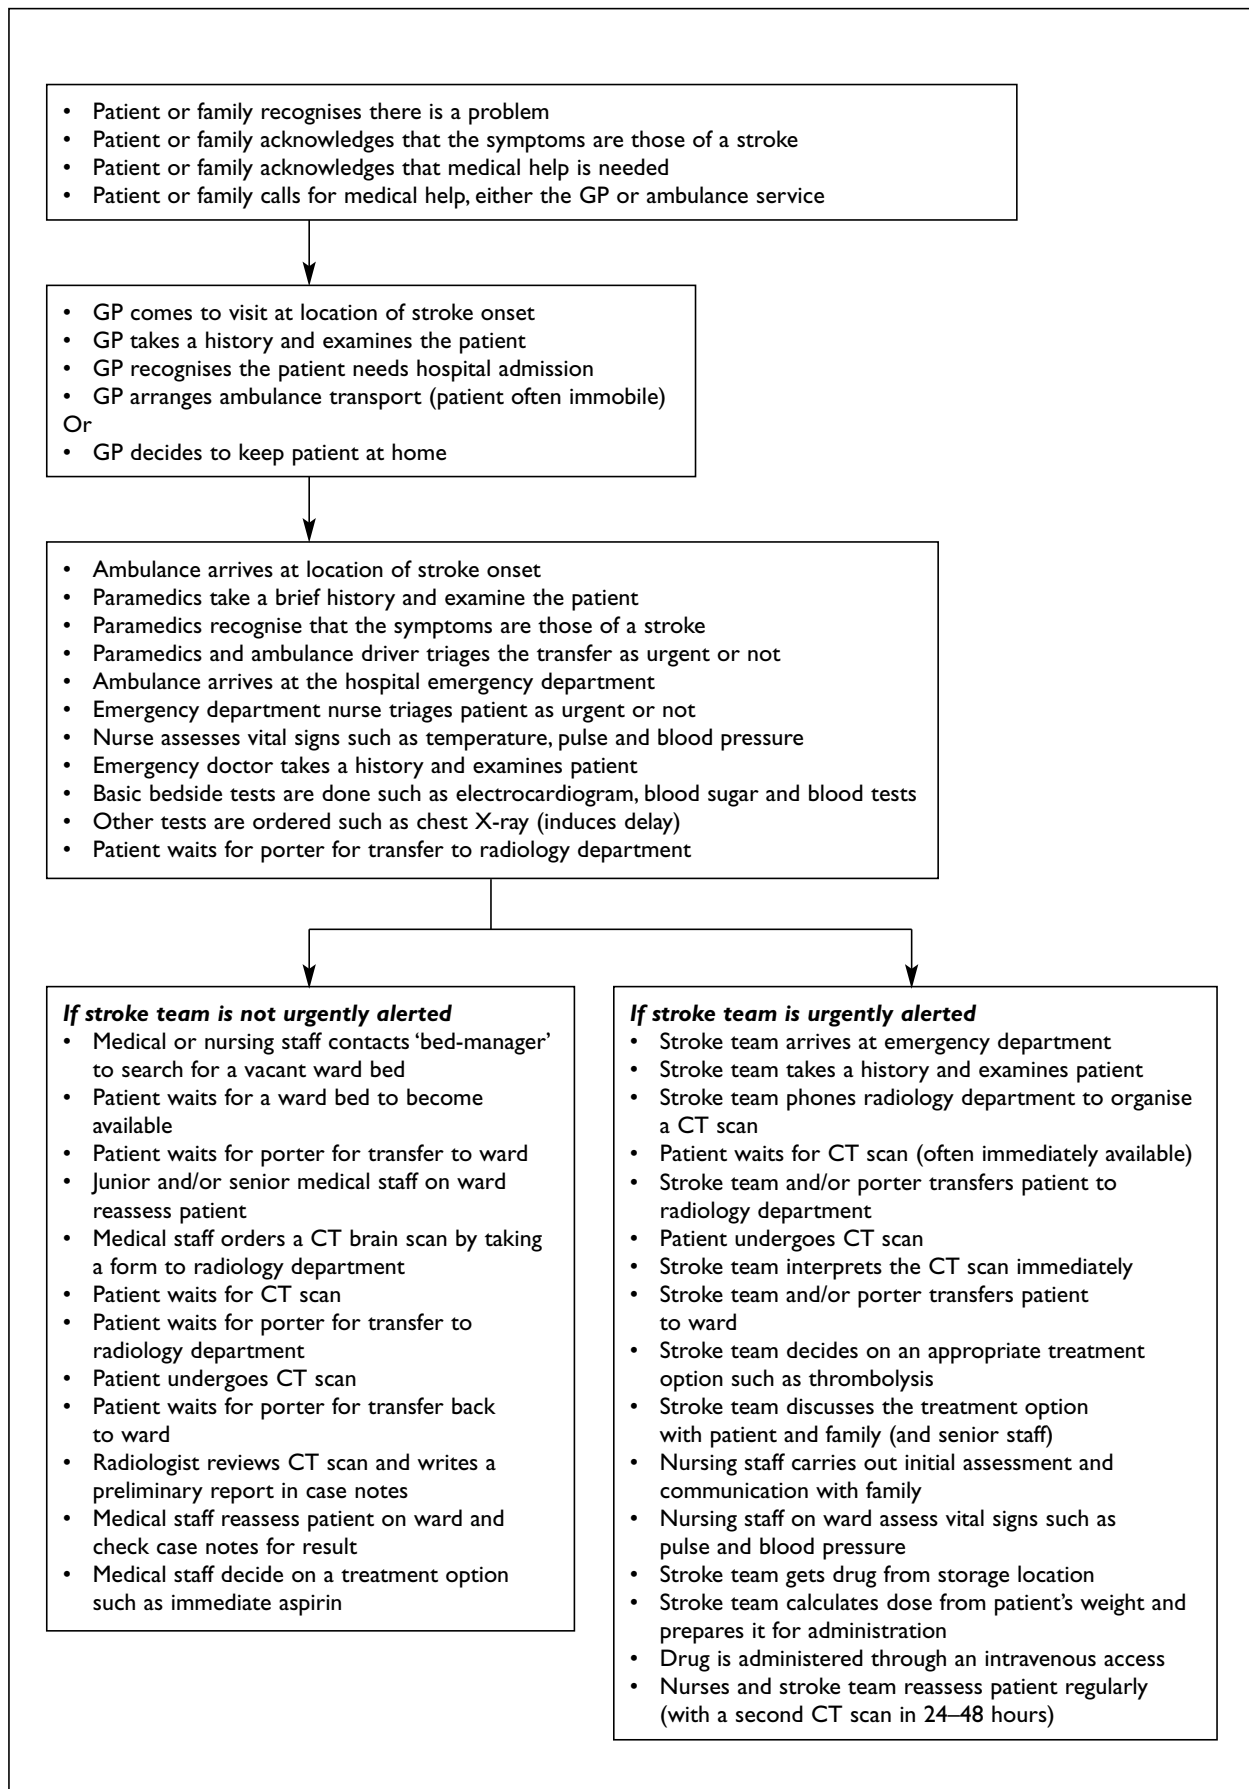 • Patient or family recognises there is a problem
• Patient or family acknowledges that the symptoms are those of a stroke
• Patient or family acknowledges that medical help is needed
• Patient or family calls for medical help, either the GP or ambulance service
• GP comes to visit at location of stroke onset
• GP takes a history and examines the patient
• GP recognises the patient needs hospital admission
• GP arranges ambulance transport (patient often immobile)
Or
• GP decides to keep patient at home
• Ambulance arrives at location of stroke onset
• Paramedics take a brief history and examine the patient
• Paramedics recognise that the symptoms are those of a stroke
• Paramedics and ambulance driver triages the transfer as urgent or not
• Ambulance arrives at the hospital emergency department
• Emergency department nurse triages patient as urgent or not
• Nurse assesses vital signs such as temperature, pulse and blood pressure
• Emergency doctor takes a history and examines patient
• Basic bedside tests are done such as electrocardiogram, blood sugar and blood tests
• Other tests are ordered such as chest X-ray (induces delay)
• Patient waits for porter for transfer to radiology department
If stroke team is not urgently alerted
• Medical or nursing staff contacts ‘bed-manager’
to search for a vacant ward bed
• Patient waits for a ward bed to become
available
• Patient waits for porter for transfer to ward
• Junior and/or senior medical staff on ward
reassess patient
• Medical staff orders a CT brain scan by taking
a form to radiology department
• Patient waits for CT scan
• Patient waits for porter for transfer to
radiology department
• Patient undergoes CT scan
• Patient waits for porter for transfer back
to ward
• Radiologist reviews CT scan and writes a
preliminary report in case notes
• Medical staff reassess patient on ward and
check case notes for result
• Medical staff decide on a treatment option
such as immediate aspirin
If stroke team is urgently alerted
• Stroke team arrives at emergency department
• Stroke team takes a history and examines patient
• Stroke team phones radiology department to organise
a CT scan
• Patient waits for CT scan (often immediately available)
• Stroke team and/or porter transfers patient to
radiology department
• Patient undergoes CT scan
• Stroke team interprets the CT scan immediately
• Stroke team and/or porter transfers patient
to ward
• Stroke team decides on an appropriate treatment
option such as thrombolysis
• Stroke team discusses the treatment option
with patient and family (and senior staff)
• Nursing staff carries out initial assessment and
communication with family
• Nursing staff on ward assess vital signs such as
pulse and blood pressure
• Stroke team gets drug from storage location
• Stroke team calculates dose from patient’s weight and
prepares it for administration
• Drug is administered through an intravenous access
• Nurses and stroke team reassess patient regularly
(with a second CT scan in 24–48 hours)